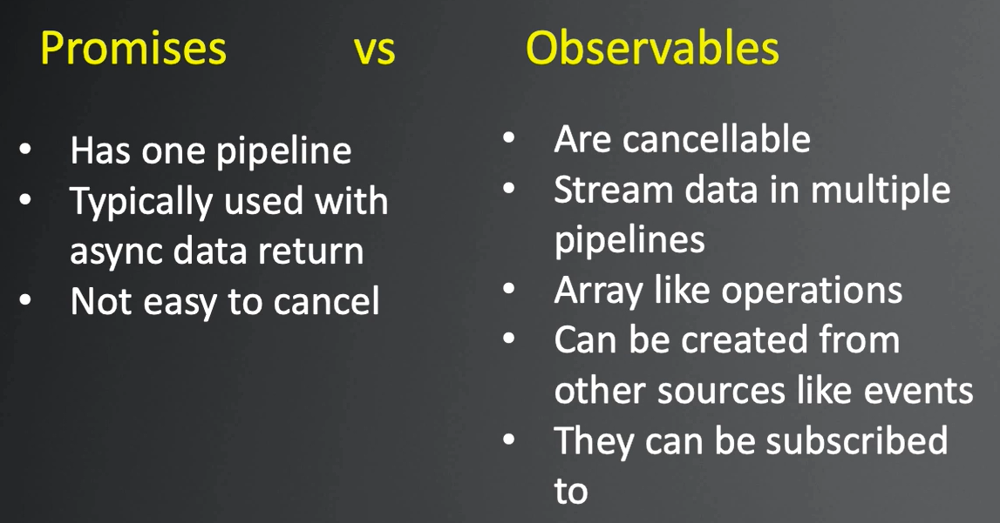 Promises vs Observables
• Has one pipeline
• Typically used with
async data return
• Not easy to cancel
• Are cancellable
• Stream data in multiple
pipelines
• Array like operations
• Can be created from
other sources like events
• They can be subscribed
to